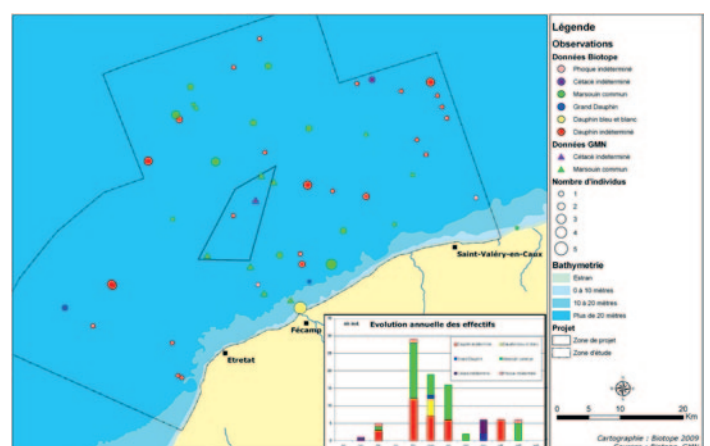 Saint-Valéry-en-Caux
Fécamp
Etretat
Evolution annuelle des effectifs
Légende
Observations
Données Biotope
Phoque indéterminé
Cétacé indéterminé
Marsouin commun
Grand Dauphin
Dauphin bleu et blanc
Dauphin indéterminé
Données GMN
Cétacé indéterminé
Marsouin commun
Nombre d'individus
1
2
3
4
5
Bathymetrie
Estran
0 à 10 mètres
10 à 20 mètres
Plus de 20 mètres
Projet
Zone de projet
Zone d'étude
0 10 20
Km
Cartographie : Biotope 2009